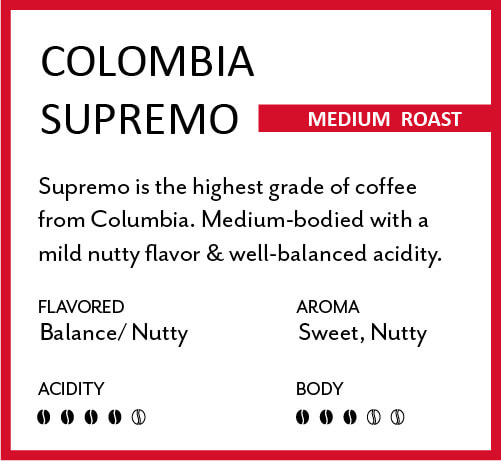 COLOMBIA
SUPREMO
MEDIUM ROAST
Supremo is the highest grade of coffee
from Columbia. Medium-bodied with a
mild nutty flavor & well-balanced acidity.
FLAVORED
Balance/ Nutty
AROMA
Sweet, Nutty
ACIDITY
BODY